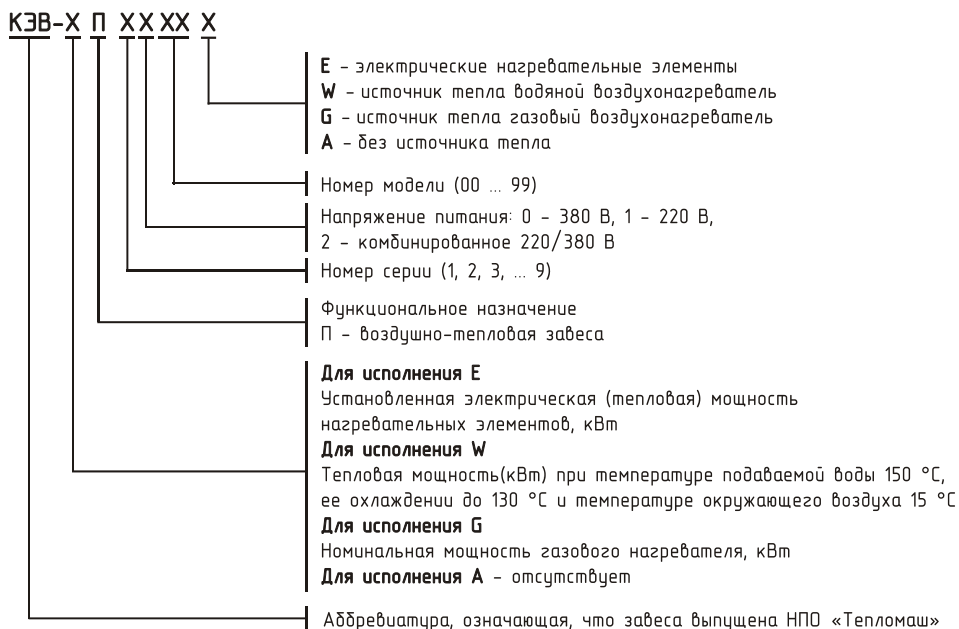 КЭВ-Х П ХХХХ Х
Е – электрические нагревательные элементы
W – источник тепла водяной воздухонагреватель
G – источник тепла газовый воздухонагреватель
А – без источника тепла
Номер модели (00 ... 99)
Напряжение питания: 0 – 380 В, 1 – 220 В,
2 – комбинированное 220/380 В
Номер серии (1, 2, 3, ... 9)
Функциональное назначение
П – воздушно-тепловая завеса
Для исполнения Е
Установленная электрическая (тепловая) мощность
нагревательных элементов, кВт
Для исполнения W
Тепловая мощность(кВт) при температуре подаваемой воды 150 °С,
ее охлаждении до 130 °С и температуре окружающего воздуха 15 °С
Для исполнения G
Номинальная мощность газового нагревателя, кВт
Для исполнения А – отсутствует
Аббревиатура, означающая, что завеса выпущена НПО «Тепломаш»